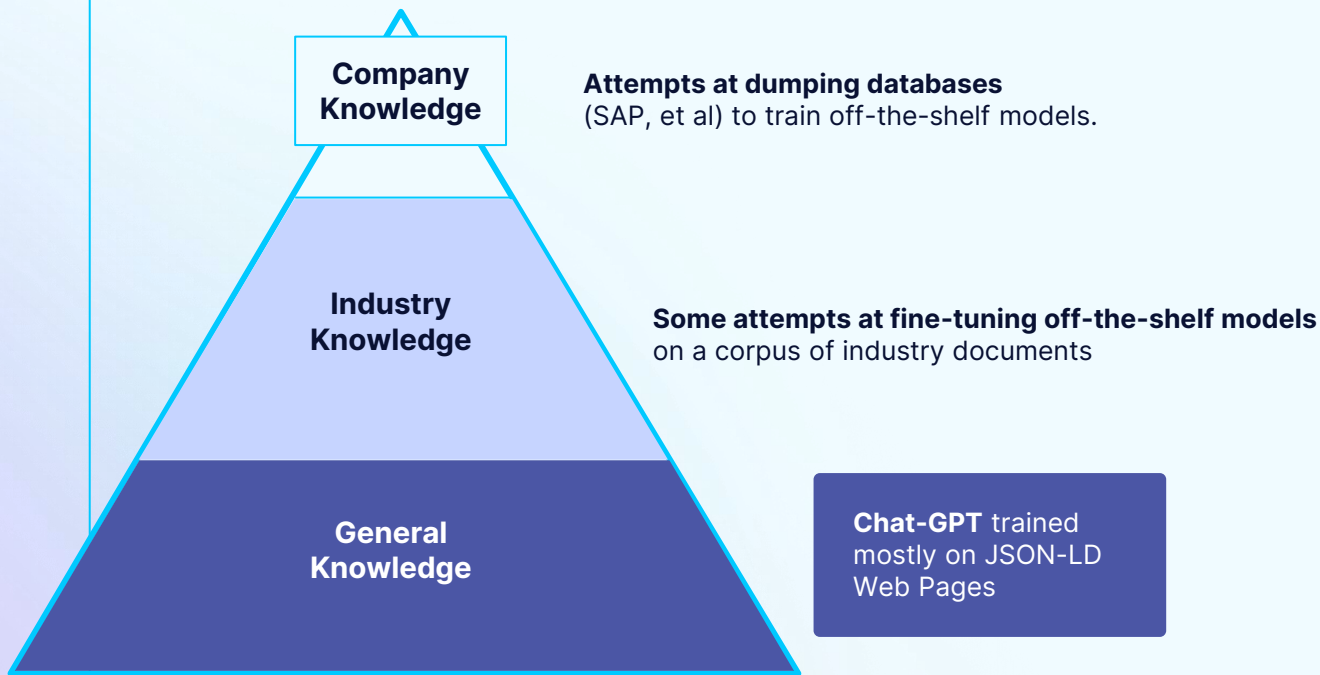 Company
Knowledge
Attempts at dumping databases
(SAP, et al) to train off-the-shelf models.
Industry
Knowledge
Some attempts at fine-tuning off-the-shelf models
on a corpus of industry documents
General
Knowledge
Chat-GPT trained
mostly on JSON-LD
Web Pages